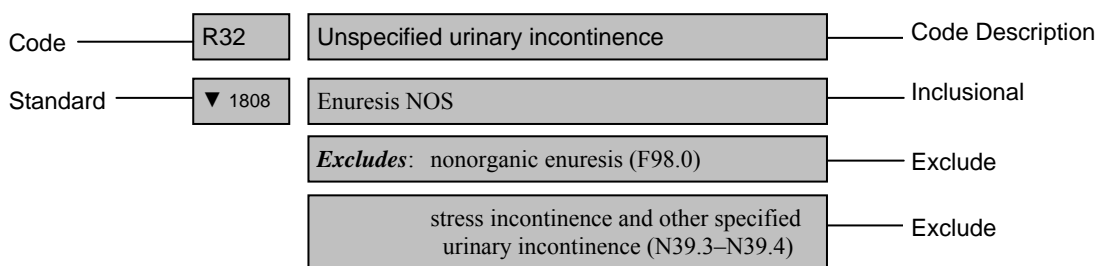 Code R32 Unspecified urinary incontinence Code Description
Standard ▼ 1808 Enuresis NOS Inclusional
Excludes: nonorganic enuresis (F98.0) Exclude
stress incontinence and other specified Exclude
urinary incontinence (N39.3–N39.4)